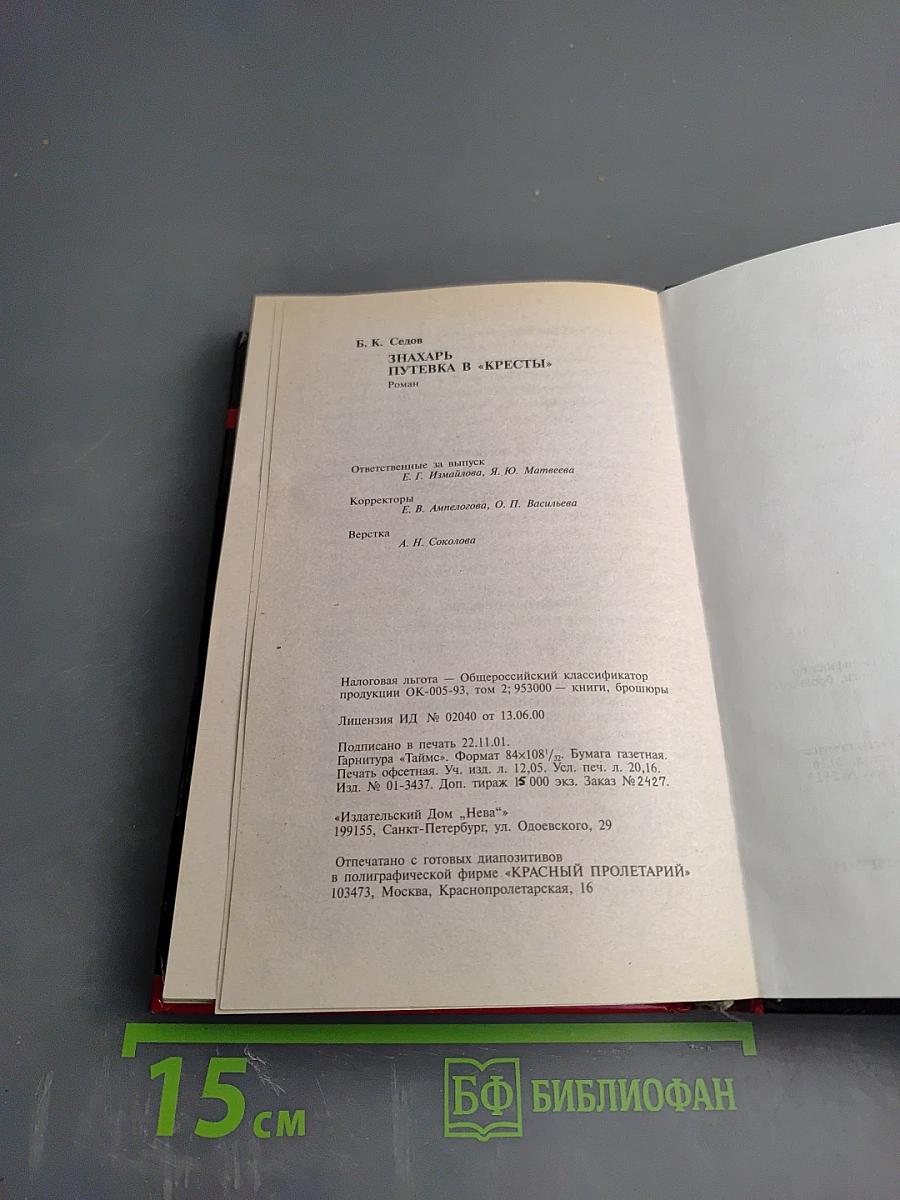 Б. К. Седов
ЗНАХАРЬ
ПУТЕВКА В «КРЕСТЫ»
Роман
Ответственные за выпуск
Е. Г. Измайлова, Я. Ю. Матвеева
Корректоры
Е. В. Ампелогова, О. П. Васильева
Верстка
А. Н. Соколова
Налоговая льгота — Общероссийский классификатор
продукции ОК-005-93, том 2; 953000 — книги, брошюры
Лицензия ИД № 02040 от 13.06.00
Подписано в печать 22.11.01.
Гарнитура «Таймс». Формат 84×108¹/₃₂. Бумага газетная.
Печать офсетная. Уч. изд. л. 12,05. Усл. печ. л. 20,16.
Изд. № 01-3437. Доп. тираж 15 000 экз. Заказ №2427.
«Издательский Дом „Нева“»
199155, Санкт-Петербург, ул. Одоевского, 29
Отпечатано с готовых диапозитивов
в полиграфической фирме «КРАСНЫЙ ПРОЛЕТАРИЙ»
103473, Москва, Краснопролетарская, 16
15 см
БФ БИБЛИОФАН